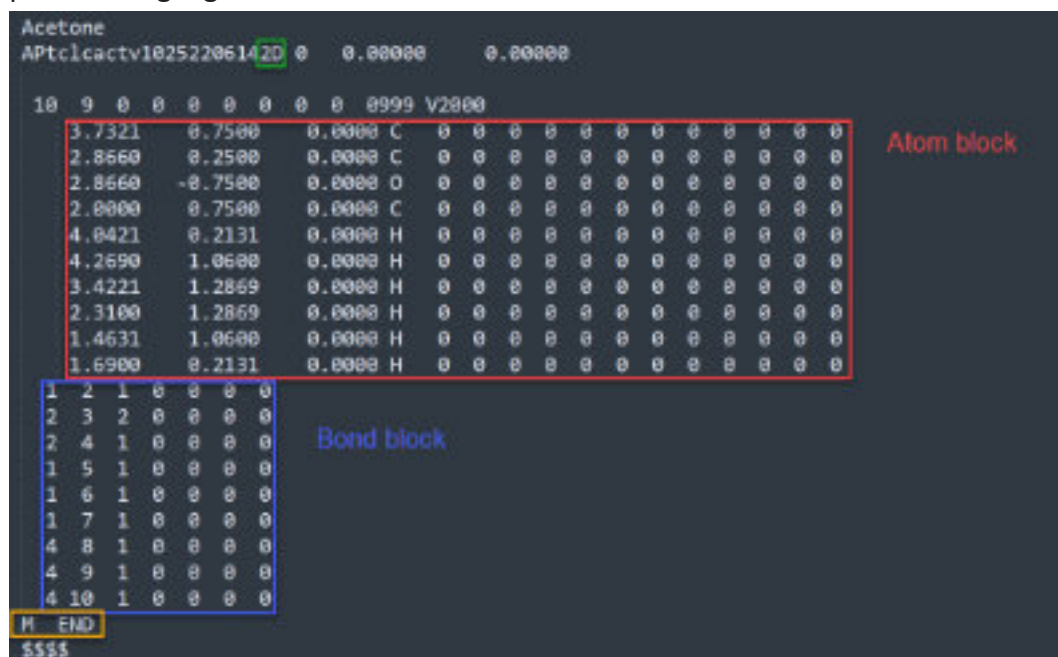 Acetone
APtclcactv10252206142D 0   0.00000     0.00000
10  9  0  0  0  0  0  0  0  0999 V2000
3.7321    0.7500    0.0000 C   0  0  0  0  0  0  0  0  0  0  0  0
2.8660    0.2500    0.0000 C   0  0  0  0  0  0  0  0  0  0  0  0
2.8660   -0.7500    0.0000 O   0  0  0  0  0  0  0  0  0  0  0  0
2.0000    0.7500    0.0000 C   0  0  0  0  0  0  0  0  0  0  0  0
4.0421    0.2131    0.0000 H   0  0  0  0  0  0  0  0  0  0  0  0
4.2690    1.0600    0.0000 H   0  0  0  0  0  0  0  0  0  0  0  0
3.4221    1.2869    0.0000 H   0  0  0  0  0  0  0  0  0  0  0  0
2.3100    1.2869    0.0000 H   0  0  0  0  0  0  0  0  0  0  0  0
1.4631    1.0600    0.0000 H   0  0  0  0  0  0  0  0  0  0  0  0
1.6900    0.2131    0.0000 H   0  0  0  0  0  0  0  0  0  0  0  0
Atom block
1  2  1  0  0  0  0
2  3  2  0  0  0  0
2  4  1  0  0  0  0
1  5  1  0  0  0  0
1  6  1  0  0  0  0
1  7  1  0  0  0  0
4  8  1  0  0  0  0
4  9  1  0  0  0  0
4 10  1  0  0  0  0
Bond block
M  END
$$$$